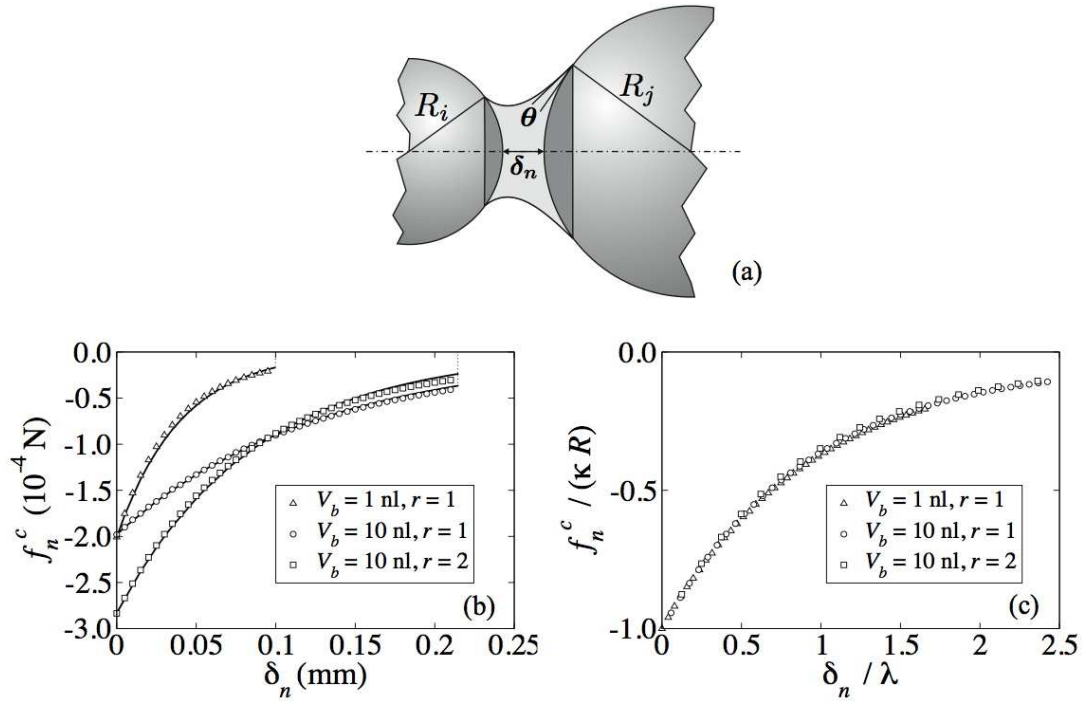 R_i
R_j
θ
δ_n
(a)
0.0
-0.5
-1.0
-1.5
-2.0
-2.5
-3.0
f_n^c (10^-4 N)
V_b = 1 nl, r = 1
V_b = 10 nl, r = 1
V_b = 10 nl, r = 2
(b)
0 0.05 0.1 0.15 0.2 0.25
δ_n (mm)
0.0
-0.5
-1.0
f_n^c / (κ R)
V_b = 1 nl, r = 1
V_b = 10 nl, r = 1
V_b = 10 nl, r = 2
(c)
0 0.5 1 1.5 2 2.5
δ_n / λ